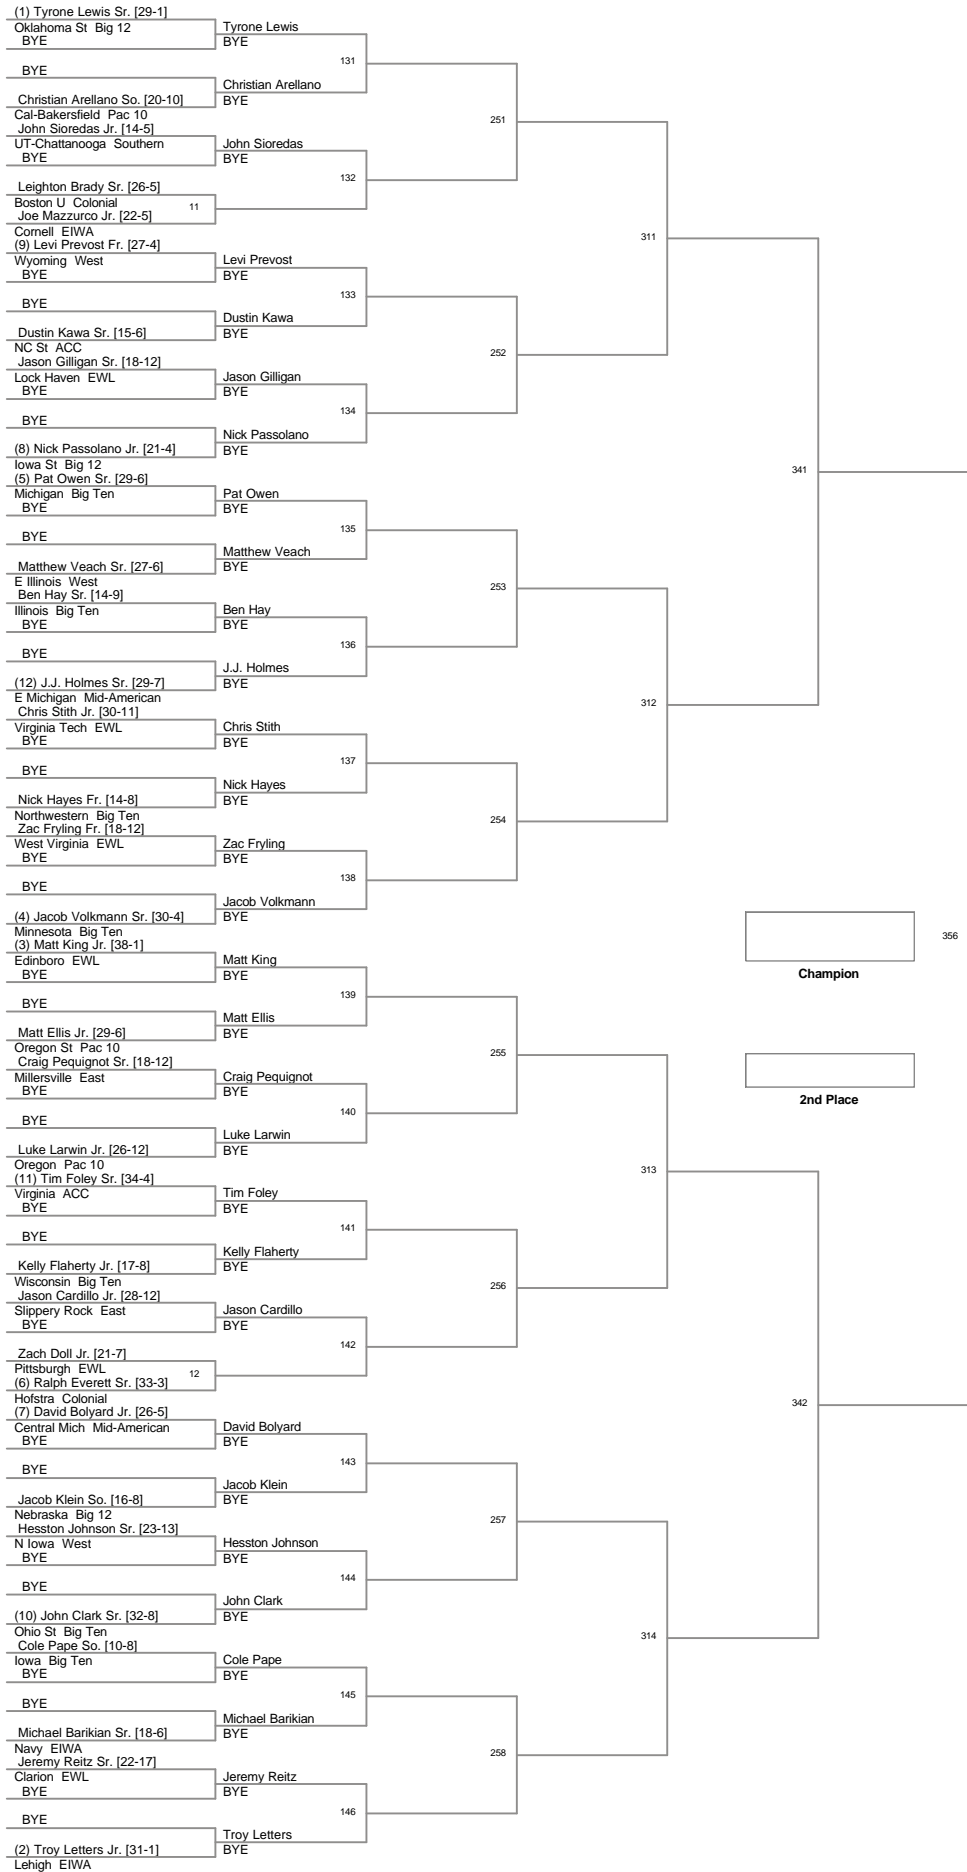 (1) Tyrone Lewis Sr. [29-1]
Oklahoma St Big 12
BYE
BYE
Christian Arellano So. [20-10]
Cal-Bakersfield Pac 10
John Sioredas Jr. [14-5]
UT-Chattanooga Southern
BYE
Leighton Brady Sr. [26-5]
Boston U Colonial
Joe Mazzurco Jr. [22-5]
Cornell EIWA
(9) Levi Prevost Fr. [27-4]
Wyoming West
BYE
BYE
Dustin Kawa Sr. [15-6]
NC St ACC
Jason Gilligan Sr. [18-12]
Lock Haven EWL
BYE
BYE
(8) Nick Passolano Jr. [21-4]
Iowa St Big 12
(5) Pat Owen Sr. [29-6]
Michigan Big Ten
BYE
BYE
Matthew Veach Sr. [27-6]
E Illinois West
Ben Hay Sr. [14-9]
Illinois Big Ten
BYE
BYE
(12) J.J. Holmes Sr. [29-7]
E Michigan Mid-American
Chris Stith Jr. [30-11]
Virginia Tech EWL
BYE
BYE
Nick Hayes Fr. [14-8]
Northwestern Big Ten
Zac Fryling Fr. [18-12]
West Virginia EWL
BYE
BYE
(4) Jacob Volkmann Sr. [30-4]
Minnesota Big Ten
(3) Matt King Jr. [38-1]
Edinboro EWL
BYE
BYE
Matt Ellis Jr. [29-6]
Oregon St Pac 10
Craig Pequignot Sr. [18-12]
Millersville East
BYE
BYE
Luke Larwin Jr. [26-12]
Oregon Pac 10
(11) Tim Foley Sr. [34-4]
Virginia ACC
BYE
BYE
Kelly Flaherty Jr. [17-8]
Wisconsin Big Ten
Jason Cardillo Jr. [28-12]
Slippery Rock East
BYE
Zach Doll Jr. [21-7]
Pittsburgh EWL
(6) Ralph Everett Sr. [33-3]
Hofstra Colonial
(7) David Bolyard Jr. [26-5]
Central Mich Mid-American
BYE
BYE
Jacob Klein So. [16-8]
Nebraska Big 12
Hesston Johnson Sr. [23-13]
N Iowa West
BYE
BYE
(10) John Clark Sr. [32-8]
Ohio St Big Ten
Cole Pape So. [10-8]
Iowa Big Ten
BYE
BYE
Michael Barikian Sr. [18-6]
Navy EIWA
Jeremy Reitz Sr. [22-17]
Clarion EWL
BYE
BYE
(2) Troy Letters Jr. [31-1]
Lehigh EIWA
11
12
Tyrone Lewis
BYE
Christian Arellano
BYE
John Sioredas
BYE
Levi Prevost
BYE
Dustin Kawa
BYE
Jason Gilligan
BYE
Nick Passolano
BYE
Pat Owen
BYE
Matthew Veach
BYE
Ben Hay
BYE
J.J. Holmes
BYE
Chris Stith
BYE
Nick Hayes
BYE
Zac Fryling
BYE
Jacob Volkmann
BYE
Matt King
BYE
Matt Ellis
BYE
Craig Pequignot
BYE
Luke Larwin
BYE
Tim Foley
BYE
Kelly Flaherty
BYE
Jason Cardillo
BYE
David Bolyard
BYE
Jacob Klein
BYE
Hesston Johnson
BYE
John Clark
BYE
Cole Pape
BYE
Michael Barikian
BYE
Jeremy Reitz
BYE
Troy Letters
BYE
131
132
133
134
135
136
137
138
139
140
141
142
143
144
145
146
251
252
253
254
255
256
257
258
311
312
313
314
341
342
356
Champion
2nd Place